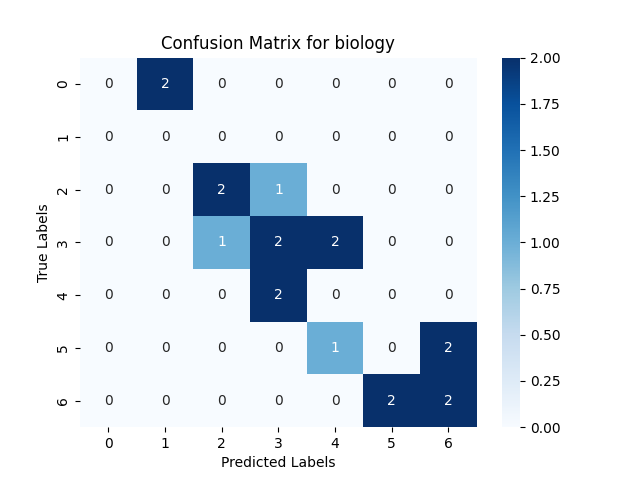 Confusion Matrix for biology
True Labels
0 0 2 0 0 0 0 0
1 0 0 0 0 0 0 0
2 0 0 2 1 0 0 0
3 0 0 1 2 2 0 0
4 0 0 0 2 0 0 0
5 0 0 0 0 1 0 2
6 0 0 0 0 0 2 2
0 1 2 3 4 5 6
Predicted Labels
2.00
1.75
1.50
1.25
1.00
0.75
0.50
0.25
0.00